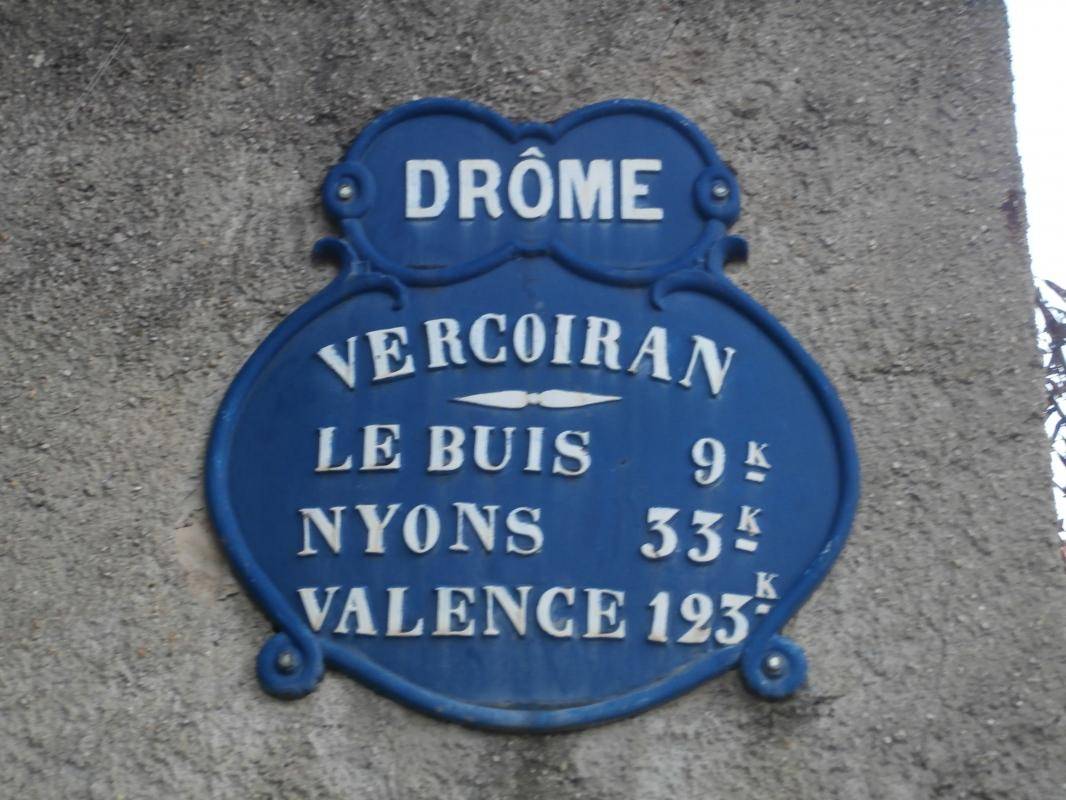 DRÔME
VERCOIRAN
LE BUIS 9 K
NYONS 33 K
VALENCE 123 K